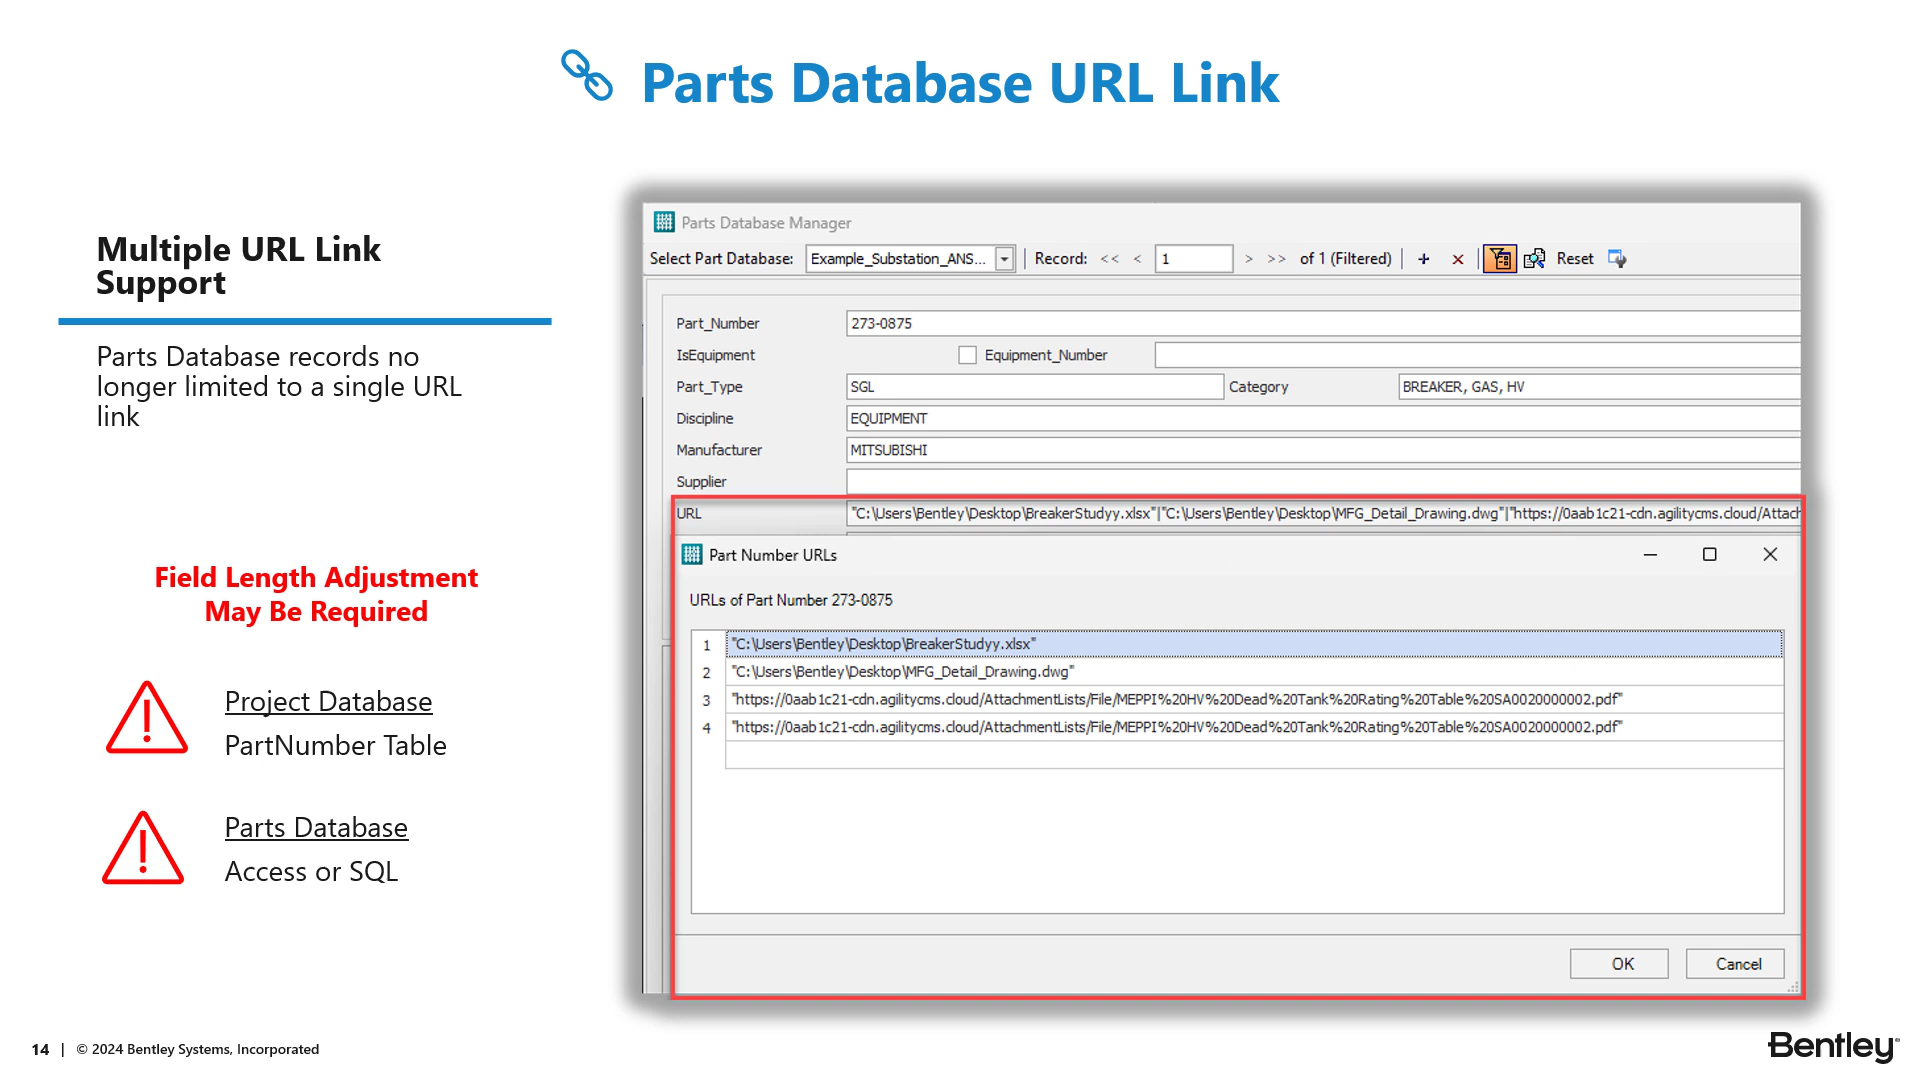 Parts Database URL Link
Multiple URL Link
Support
Parts Database records no
longer limited to a single URL
link
Field Length Adjustment
May Be Required
Project Database
PartNumber Table
Parts Database
Access or SQL
Parts Database Manager
Select Part Database: Example_Substation_ANS... Record: << < 1 > >> of 1 (Filtered) + × Reset
Part_Number 273-0875
IsEquipment Equipment_Number
Part_Type SGL Category BREAKER, GAS, HV
Discipline EQUIPMENT
Manufacturer MITSUBISHI
Supplier
URL "C:\Users\Bentley\Desktop\BreakerStudyy.xlsx"|"C:\Users\Bentley\Desktop\MFG_Detail_Drawing.dwg"|"https://0aab1c21-cdn.agilitycms.cloud/Attach
Part Number URLs
URLs of Part Number 273-0875
1 "C:\Users\Bentley\Desktop\BreakerStudyy.xlsx"
2 "C:\Users\Bentley\Desktop\MFG_Detail_Drawing.dwg"
3 "https://0aab1c21-cdn.agilitycms.cloud/AttachmentLists/File/MEPPI%20HV%20Dead%20Tank%20Rating%20Table%20SA0020000002.pdf"
4 "https://0aab1c21-cdn.agilitycms.cloud/AttachmentLists/File/MEPPI%20HV%20Dead%20Tank%20Rating%20Table%20SA0020000002.pdf"
OK Cancel
14 | © 2024 Bentley Systems, Incorporated
Bentley